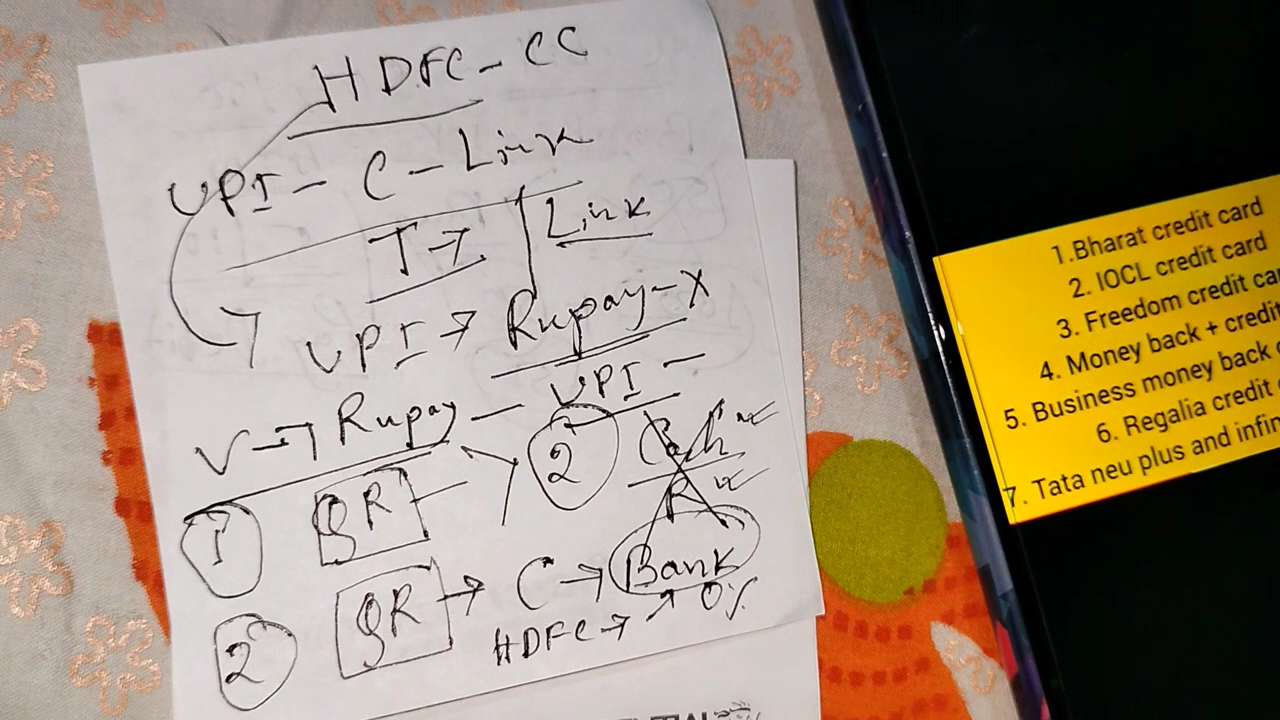 HDFC - CC
UPI - C - Link
I → Link
UPI → Rupay - X
V → Rupay - UPI -
1 QR 2 Cash
R
2 QR → C → Bank
HDFC → 0%
1.Bharat credit card
2. IOCL credit card
3. Freedom credit ca
4. Money back + credit
5. Business money back
6. Regalia credit
7. Tata neu plus and infin